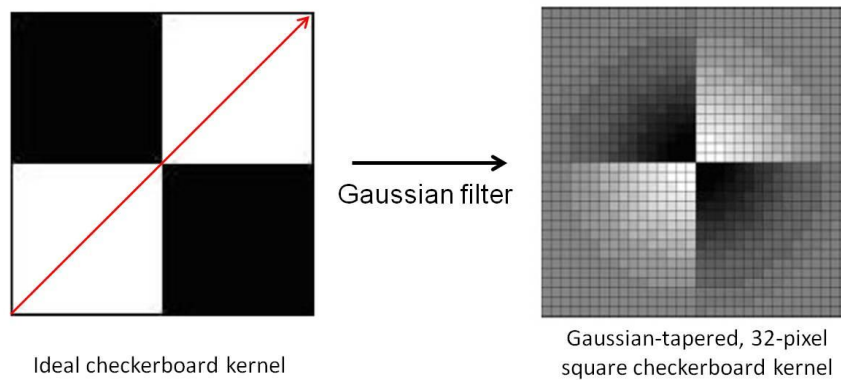 Gaussian filter
Ideal checkerboard kernel
Gaussian-tapered, 32-pixel
square checkerboard kernel